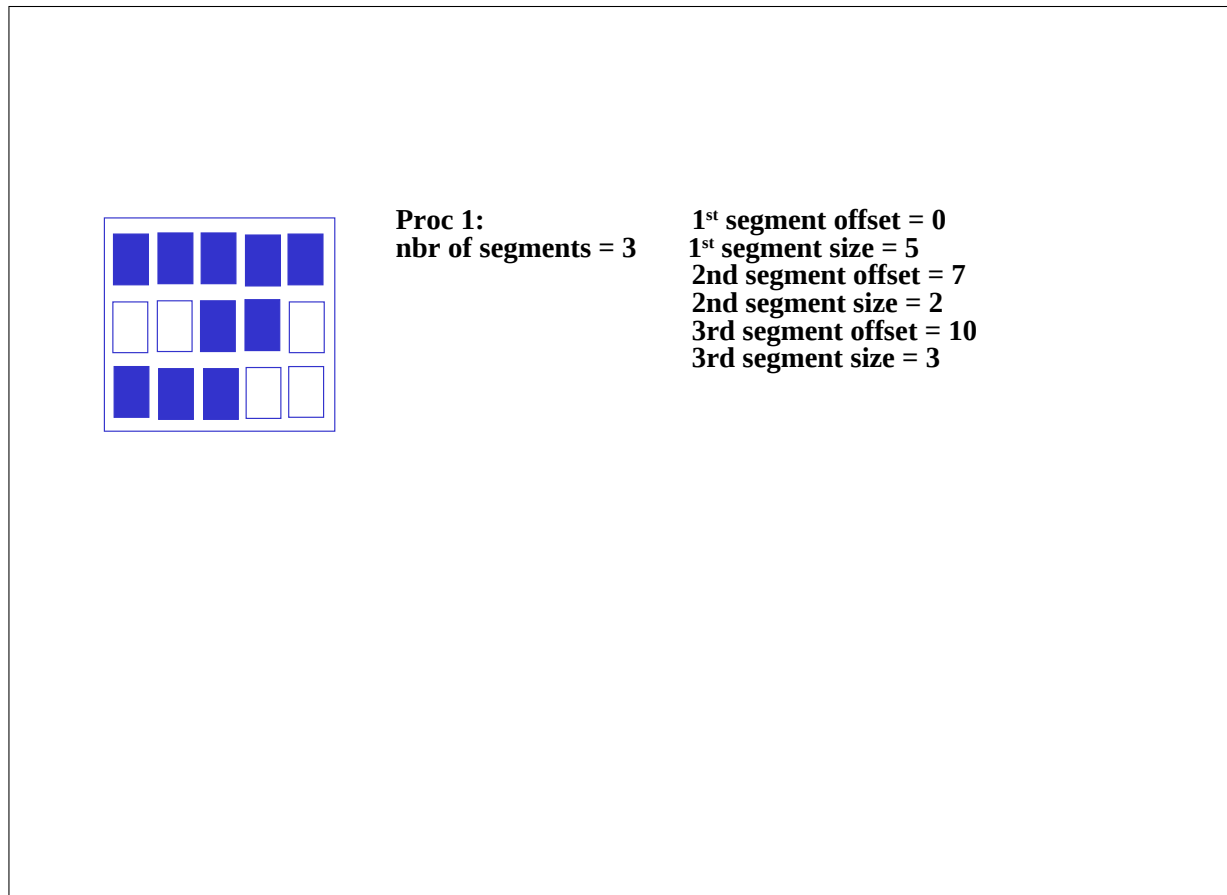 Proc 1:
nbr of segments = 3
1st segment offset = 0
1st segment size = 5
2nd segment offset = 7
2nd segment size = 2
3rd segment offset = 10
3rd segment size = 3